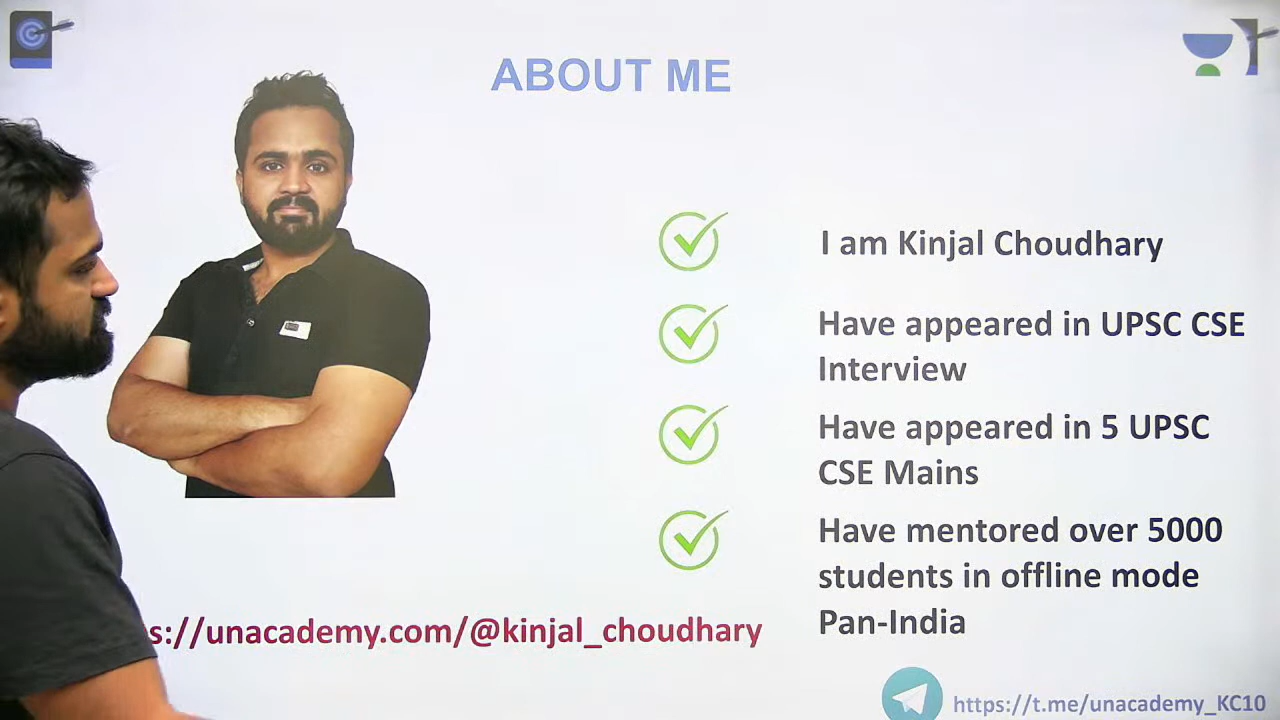 ABOUT ME
I am Kinjal Choudhary
Have appeared in UPSC CSE
Interview
Have appeared in 5 UPSC
CSE Mains
Have mentored over 5000
students in offline mode
Pan-India
s://unacademy.com/@kinjal_choudhary
https://t.me/unacademy_KC10